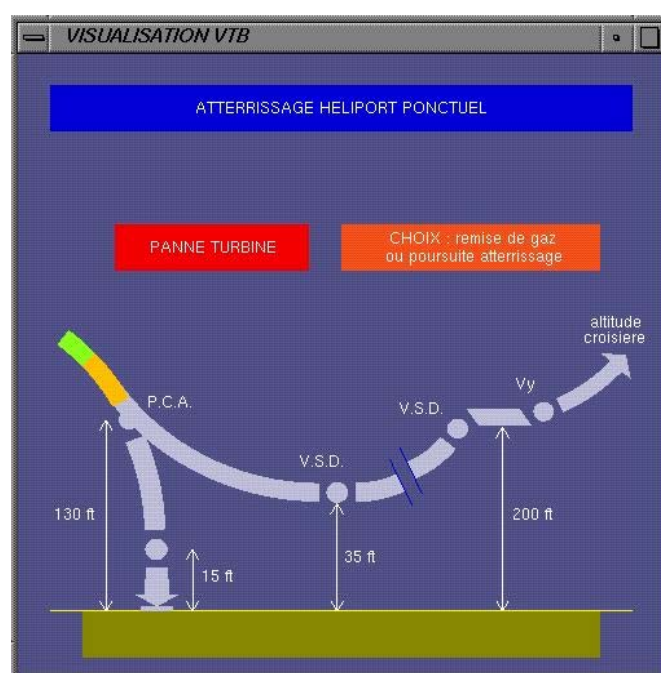 VISUALISATION VTB
ATTERRISSAGE HELIPORT PONCTUEL
PANNE TURBINE
CHOIX : remise de gaz
ou poursuite atterrissage
altitude
croisiere
Vy
P.C.A.
V.S.D.
V.S.D.
130 ft
200 ft
35 ft
15 ft